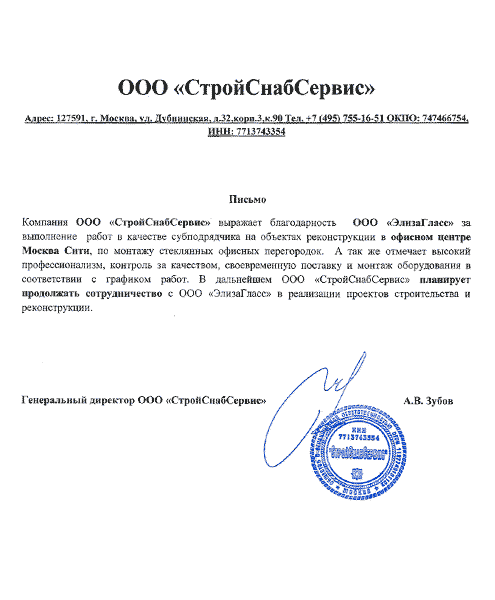 ООО «СтройСнабСервис»
Адрес: 127591, г. Москва, ул. Дубнинская, д.32,корп.3,к.90 Тел. +7 (495) 755-16-51 ОКПО: 747466754,
ИНН: 7713743354
Письмо
Компания ООО «СтройСнабСервис» выражает благодарность ООО «ЭлизаГласс» за
выполнение работ в качестве субподрядчика на объектах реконструкции в офисном центре
Москва Сити, по монтажу стеклянных офисных перегородок. А так же отмечает высокий
профессионализм, контроль за качеством, своевременную поставку и монтаж оборудования в
соответствии с графиком работ. В дальнейшем ООО «СтройСнабСервис» планирует
продолжать сотрудничество с ООО «ЭлизаГласс» в реализации проектов строительства и
реконструкции.
Генеральный директор ООО «СтройСнабСервис» А.В. Зубов
ИНН
7713743354
"СтройСнабСервис"
МОСКВА